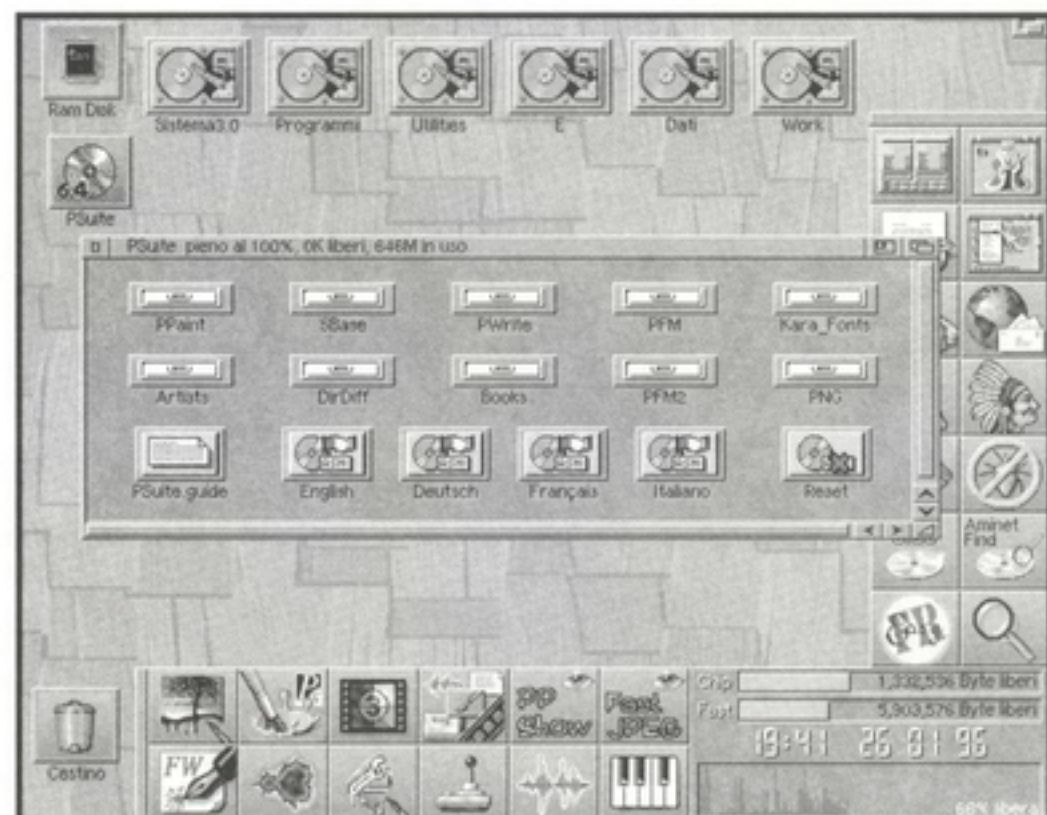 Ram Disk
Sistema3.0 Programmi Utilities E Dati Work
64
PSuite
PSuite pieno al 100%, 0K liberi, 646M in uso
PPaint SBase PWrite PFM Kara_Fonts
Artists DirDiff Books PFM2 PNG
PSuite.guide English Deutsch Français Italiano Reset
Aminet
Find
Cestino
PP
Show
Fast
JPEG
FW
Chip 1,332,536 Byte liberi
Fast 5,903,576 Byte liberi
19:41 26 01 96
66% libera